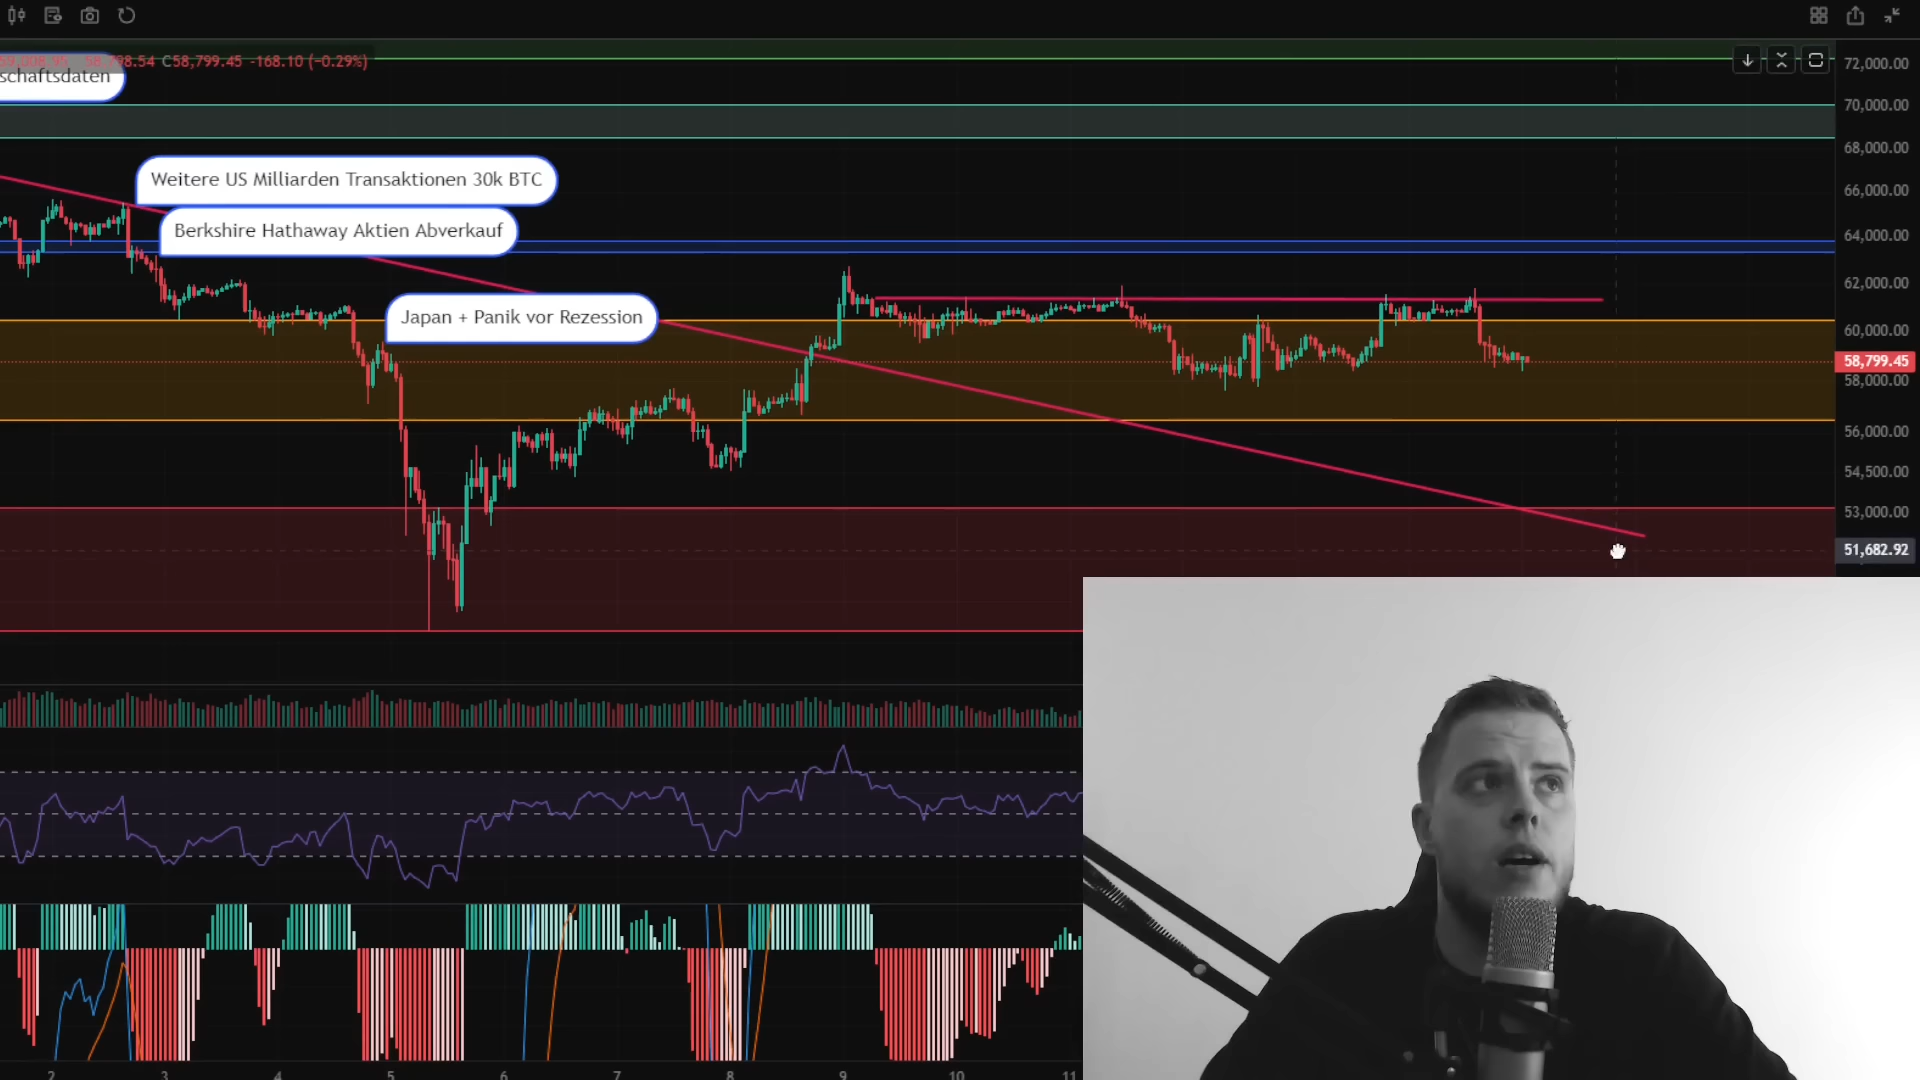 58,798.54 C58,799.45 -168.10 (−0.29%)
schaftsdaten
Weitere US Milliarden Transaktionen 30k BTC
Berkshire Hathaway Aktien Abverkauf
Japan + Panik vor Rezession
72,000.00
70,000.00
68,000.00
66,000.00
64,000.00
62,000.00
60,000.00
58,799.45
58,000.00
56,000.00
54,500.00
53,000.00
51,682.92
2 3 4 5 6 7 8 9 10 11